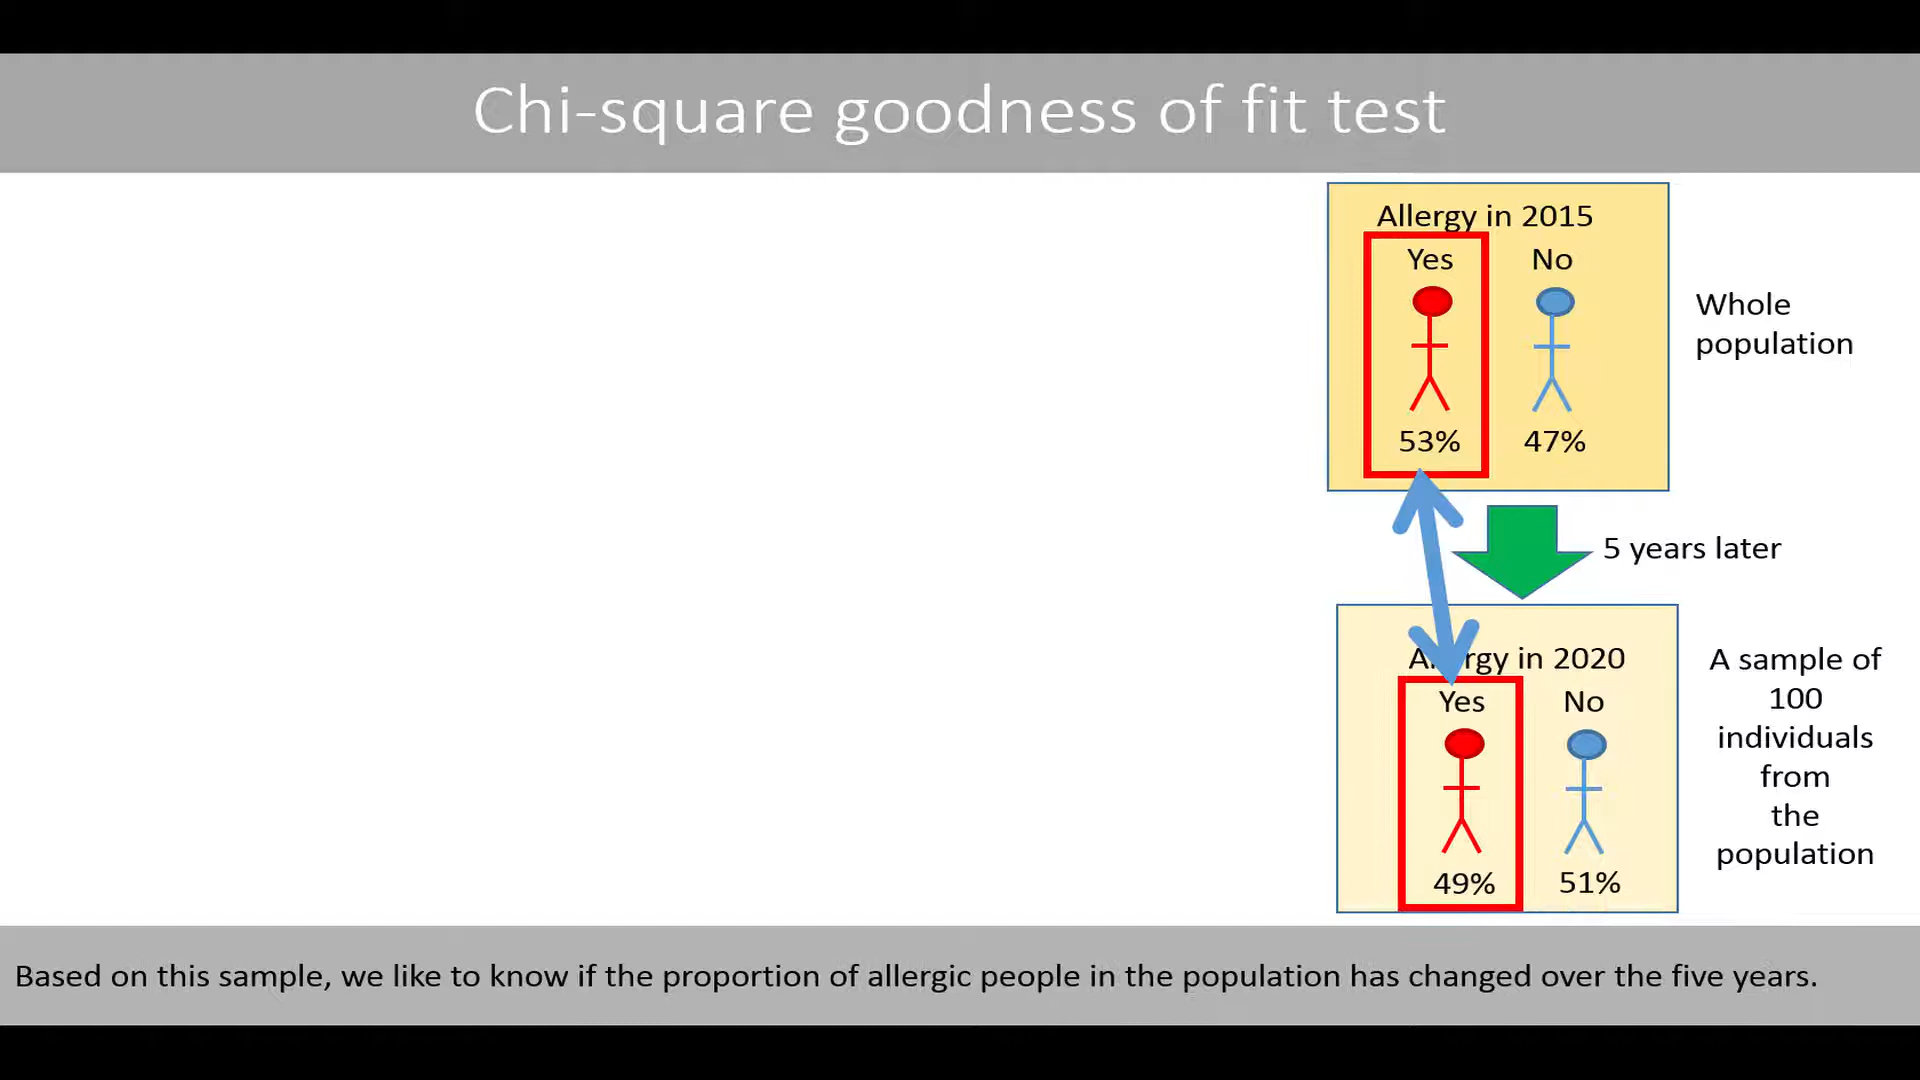 Chi-square goodness of fit test
Allergy in 2015
Yes No
53% 47%
Whole
population
5 years later
Allergy in 2020
Yes No
49% 51%
A sample of
100
individuals
from
the
population
Based on this sample, we like to know if the proportion of allergic people in the population has changed over the five years.